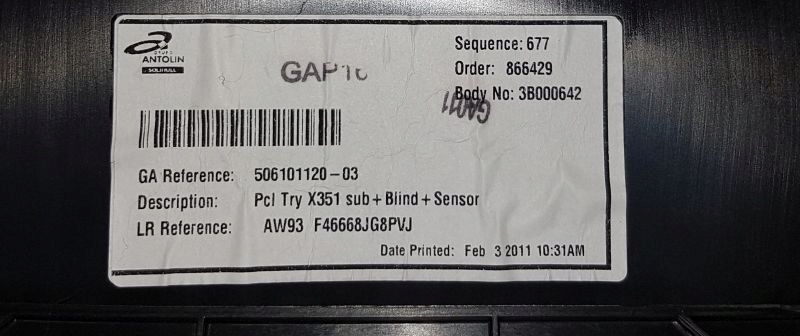 GRUPO
ANTOLIN
SOLIHULL
Sequence: 677
Order: 866429
Body No: 3B000642
GA011
GA Reference: 506101120-03
Description: Pcl Try X351 sub+Blind+Sensor
LR Reference: AW93 F46668JG8PVJ
Date Printed: Feb 3 2011 10:31AM